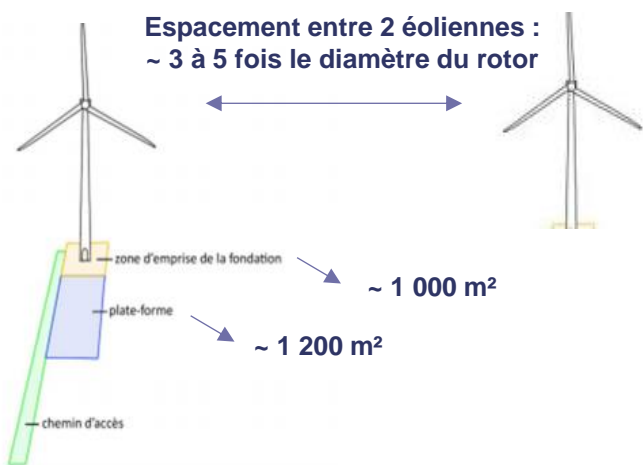 Espacement entre 2 éoliennes :
~ 3 à 5 fois le diamètre du rotor
zone d'emprise de la fondation
~ 1 000 m²
plate-forme
~ 1 200 m²
chemin d'accès